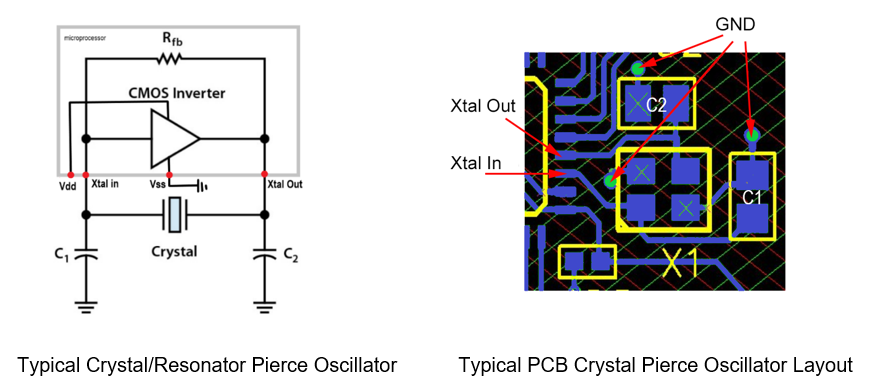 microprocessor
Rfb
CMOS Inverter
Vdd
Xtal in
Vss
Xtal Out
C1
Crystal
C2
Typical Crystal/Resonator Pierce Oscillator
GND
Xtal Out
Xtal In
C2
C1
X1
Typical PCB Crystal Pierce Oscillator Layout